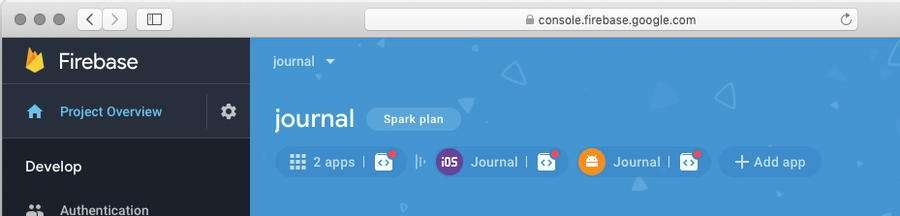 console.firebase.google.com
Firebase
journal
Project Overview
journal
Spark plan
2 apps
iOS
Journal
Journal
Add app
Develop
Authentication